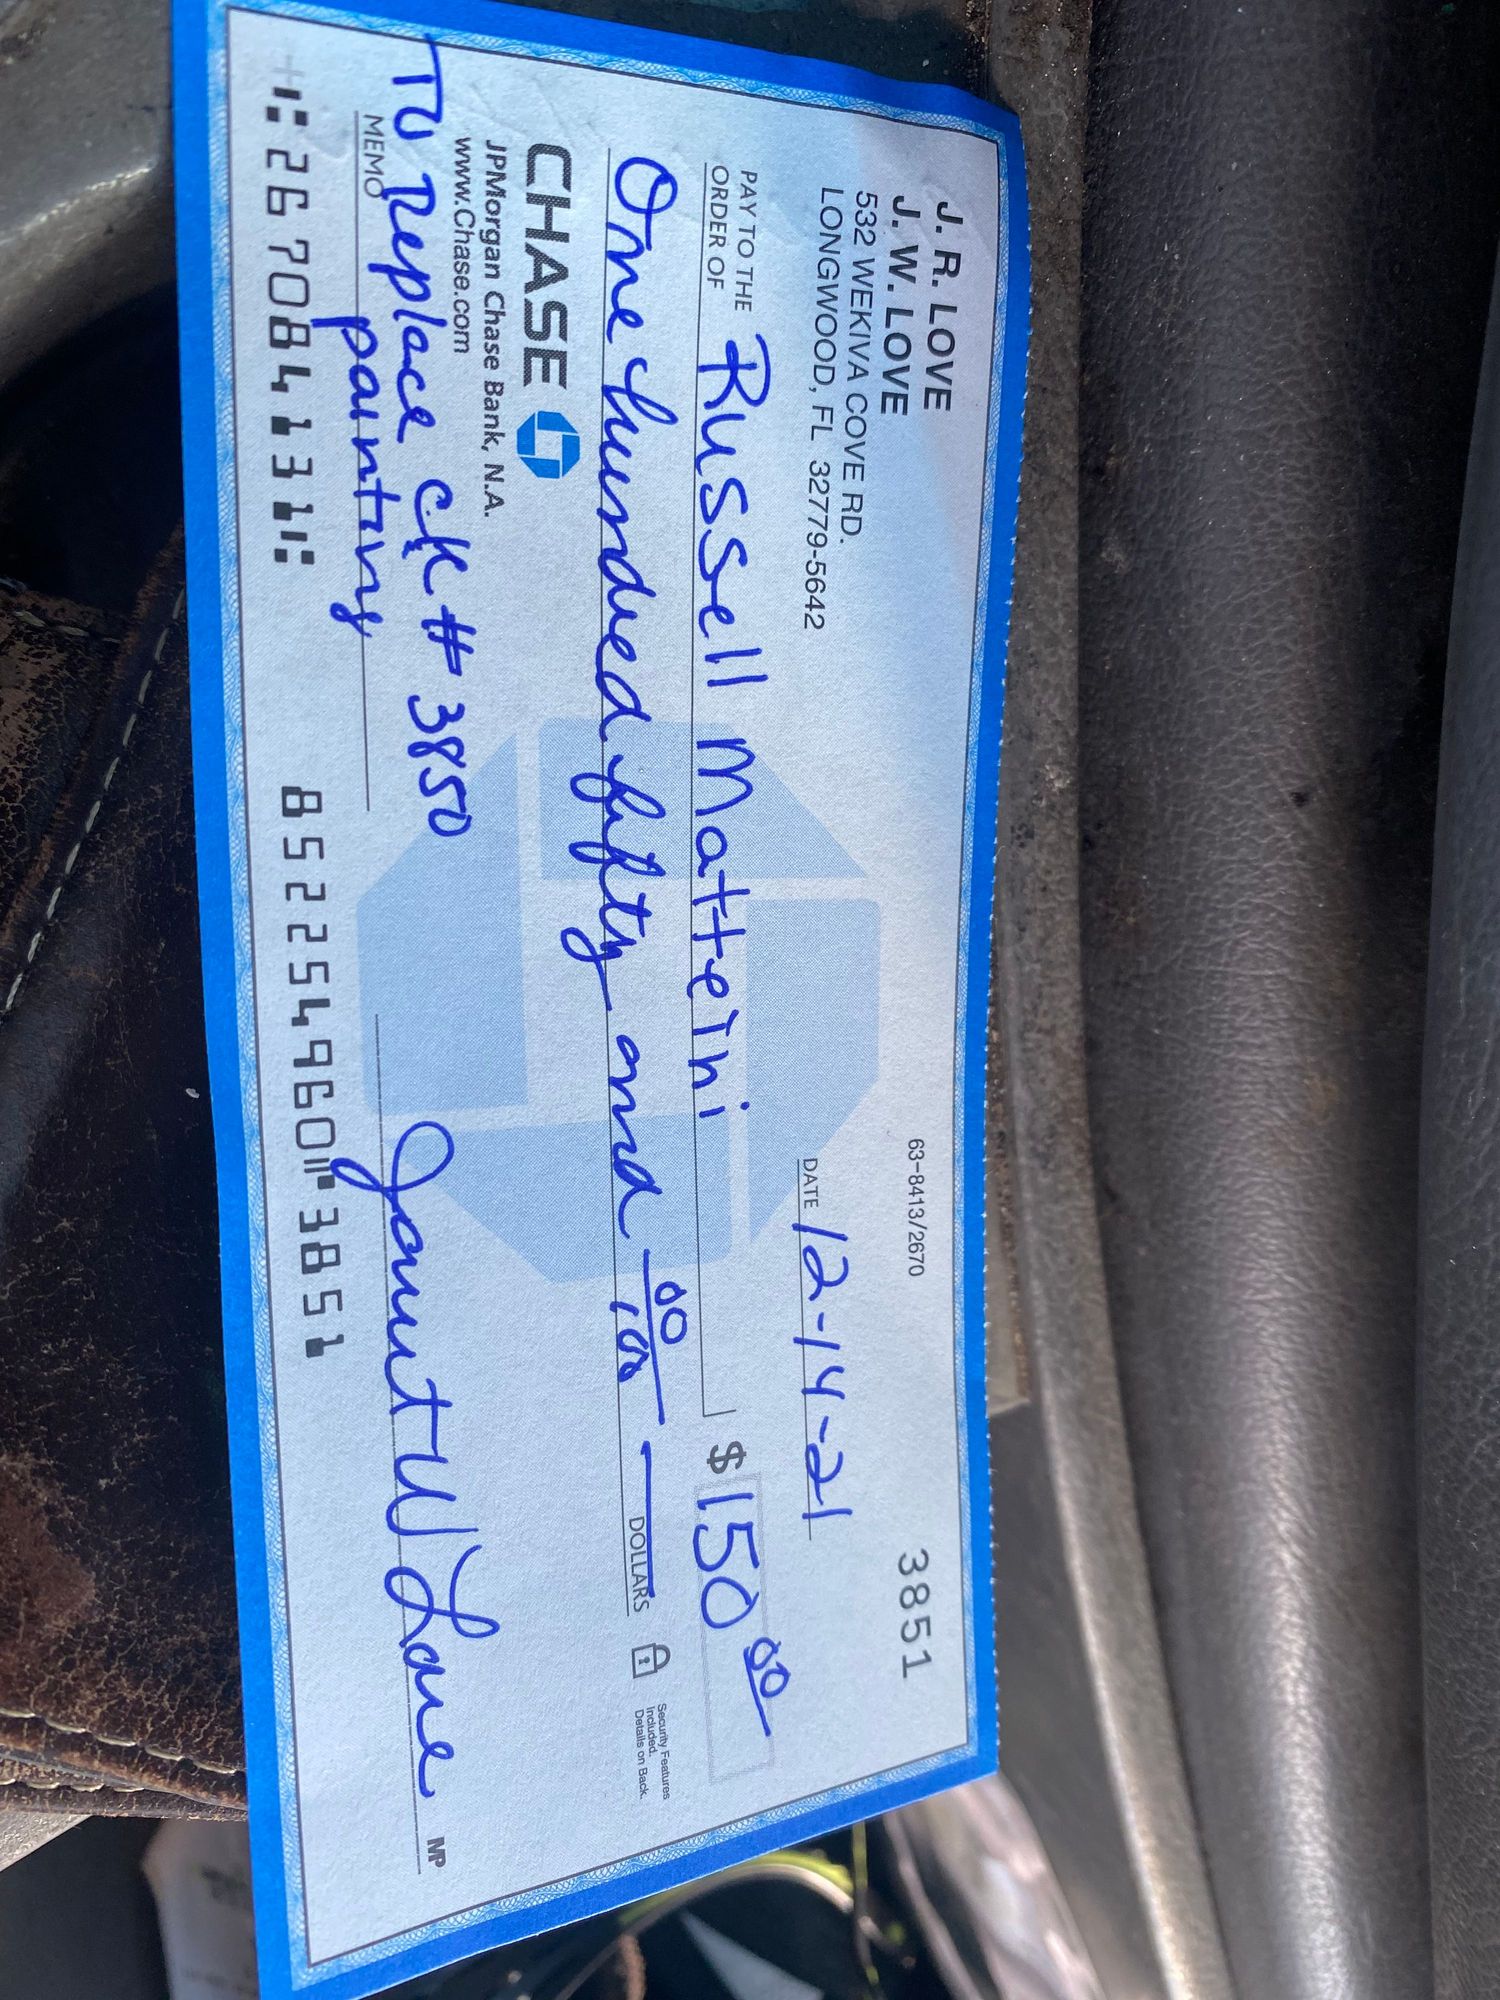 J. R. LOVE
J. W. LOVE
532 WEKIVA COVE RD.
LONGWOOD, FL 32779-5642
63-8413/2670
3851
DATE 12-14-21
PAY TO THE
ORDER OF Russell Matteini $ 150 00
One hundred fifty and 00/100 DOLLARS
Security Features
Included.
Details on Back.
CHASE
JPMorgan Chase Bank, N.A.
www.Chase.com
To Replace ck # 3850
MEMO painting
Janet W Love MP
⑆267084131⑆ 852254960⑈ 3851